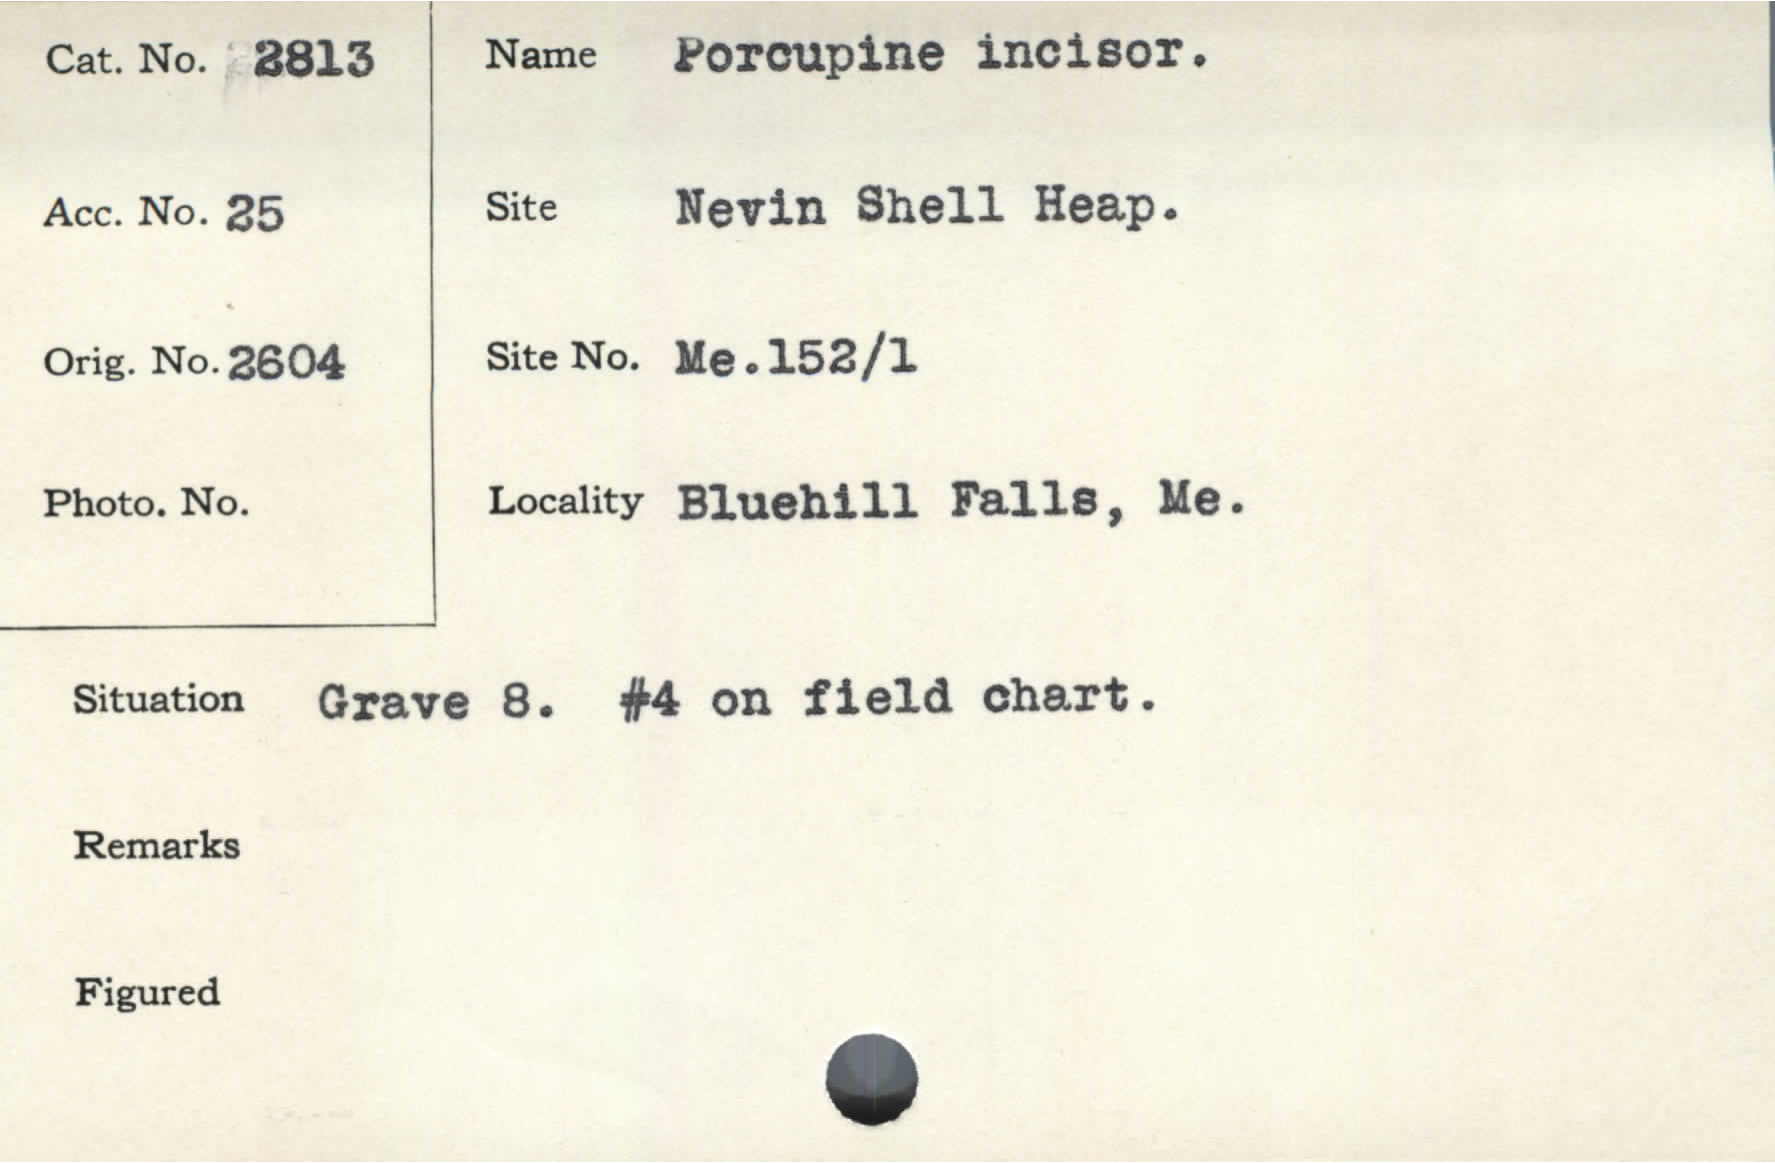 Cat. No. 2813
Acc. No. 25
Orig. No. 2604
Photo. No.
Name Porcupine incisor.
Site Nevin Shell Heap.
Site No. Me.152/1
Locality Bluehill Falls, Me.
Situation Grave 8. #4 on field chart.
Remarks
Figured